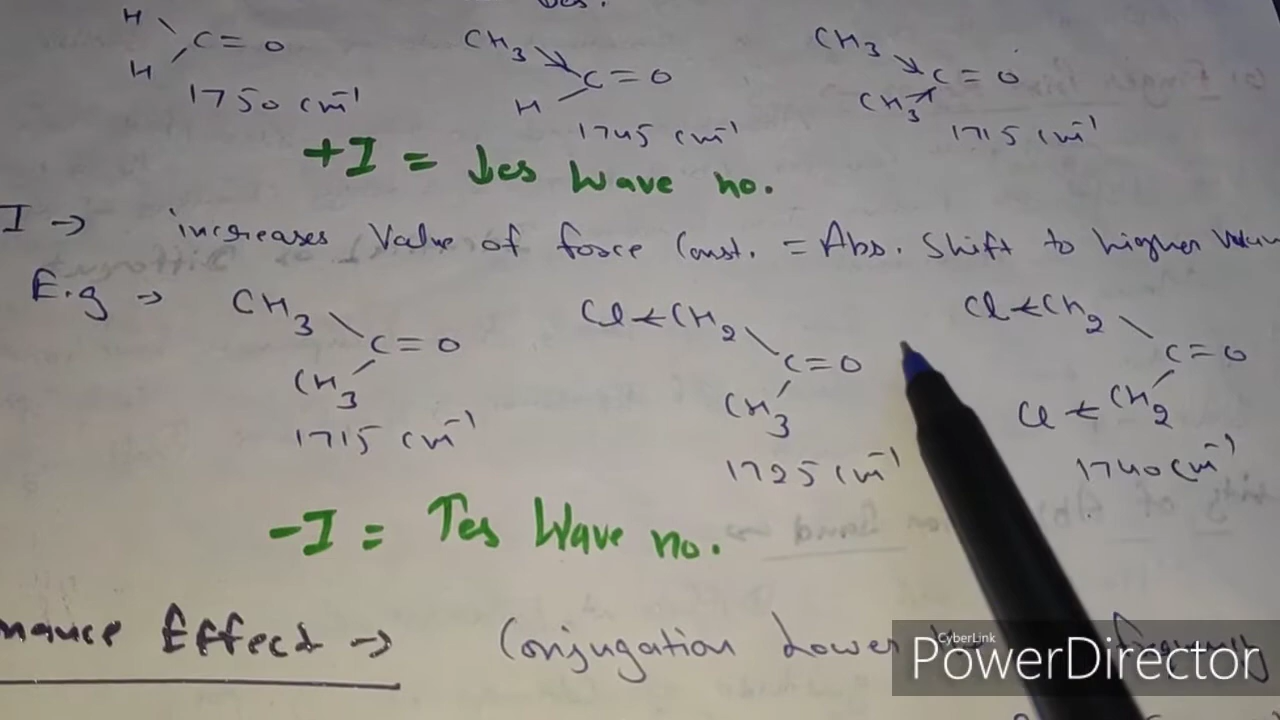 H
C=O
H
1750 cm⁻¹
CH₃
C=O
H
1745 cm⁻¹
CH₃
C=O
CH₃
1715 cm⁻¹
+I = ↓es Wave no.
I → increases Value of force Const. = Abs. Shift to higher
E.g → CH₃
C=O
CH₃
1715 cm⁻¹
Cl ← CH₂
C=O
CH₃
1725 cm⁻¹
Cl ← CH₂
C=O
Cl ← CH₂
1740 cm⁻¹
-I = ↑es Wave no.
Effect → Conjugation Lower
CyberLink
PowerDirector